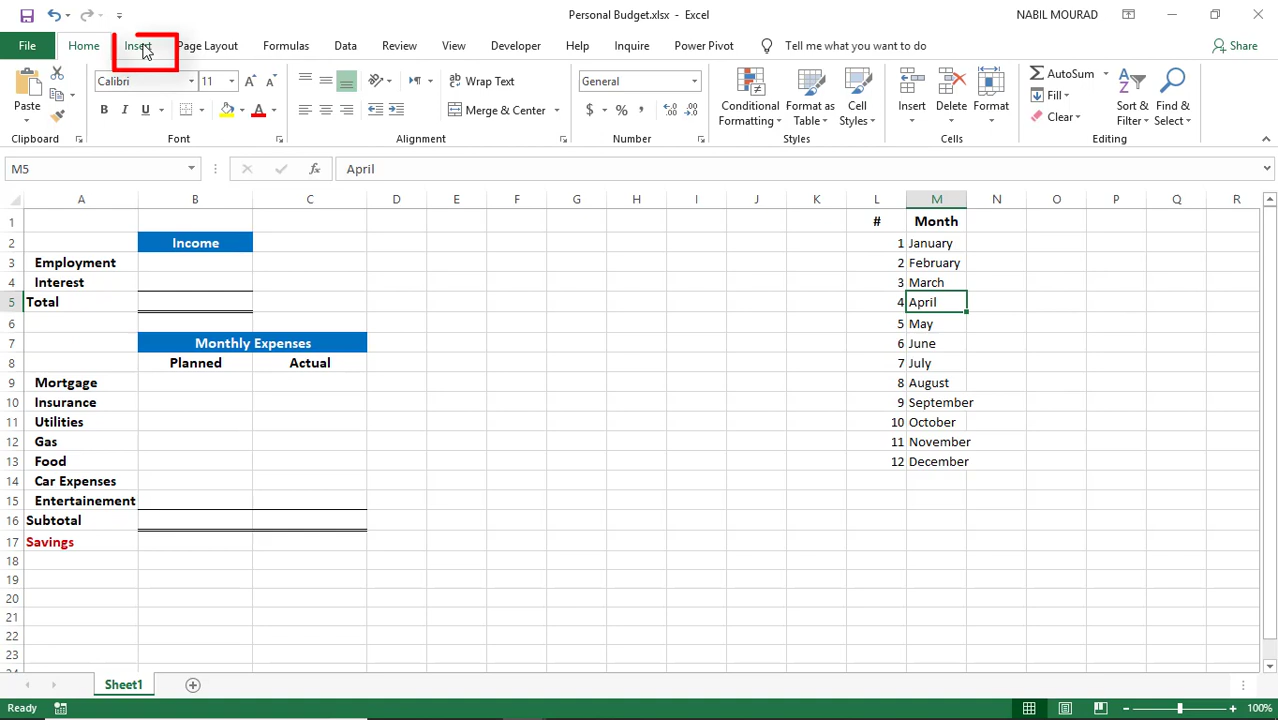 Personal Budget.xlsx - Excel
NABIL MOURAD
File Home Insert Page Layout Formulas Data Review View Developer Help Inquire Power Pivot Tell me what you want to do Share
Paste
Calibri 11
B I U
Wrap Text
Merge & Center
General
$ % ,
Conditional Formatting
Format Table
Cell Styles
Insert Delete Format
AutoSum
Fill
Clear
Sort & Filter
Find & Select
Clipboard Font Alignment Number Styles Cells Editing
M5 fx April
A B C D E F G H I J K L M N O P Q R
1 # Month
2 Income 1 January
3 Employment 2 February
4 Interest 3 March
5 Total 4 April
6 5 May
7 Monthly Expenses 6 June
8 Planned Actual 7 July
9 Mortgage 8 August
10 Insurance 9 September
11 Utilities 10 October
12 Gas 11 November
13 Food 12 December
14 Car Expenses
15 Entertainement
16 Subtotal
17 Savings
18
19
20
21
22
23
Sheet1
Ready 100%